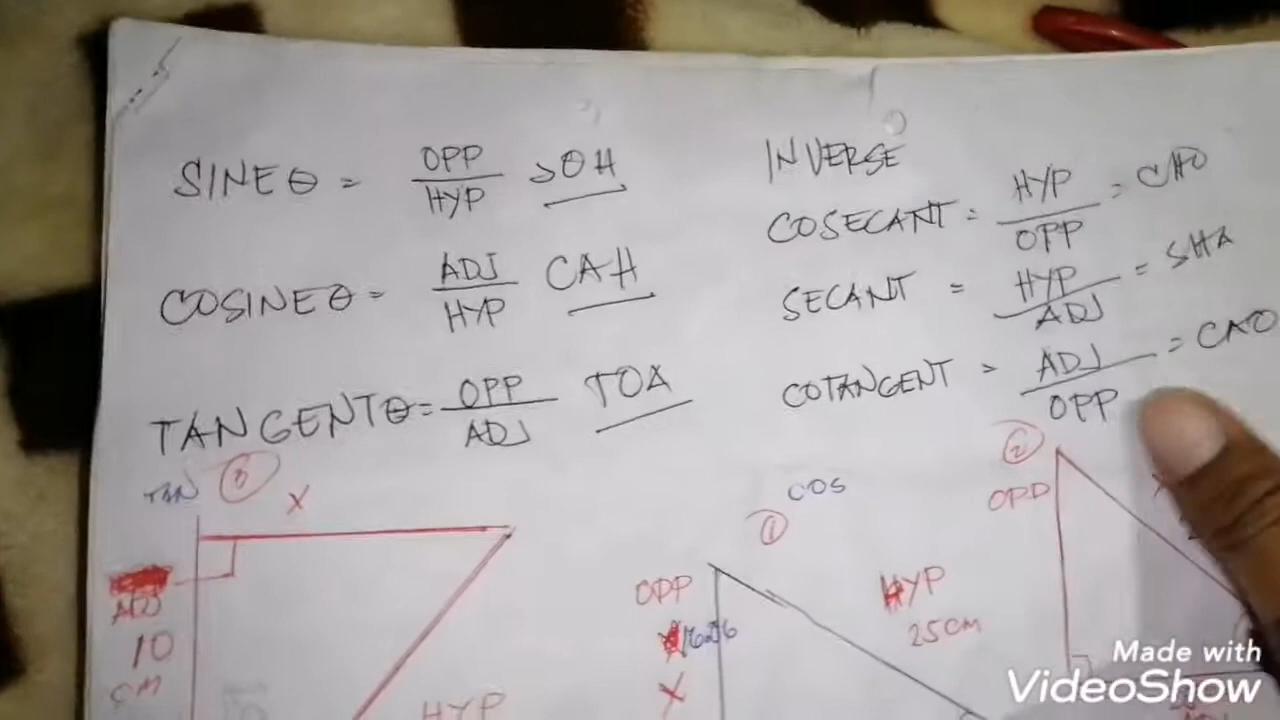 SINE θ = OPP/HYP SOH
COSINE θ = ADJ/HYP CAH
TANGENT θ = OPP/ADJ TOA
INVERSE
COSECANT = HYP/OPP = CHO
SECANT = HYP/ADJ = SHA
COTANGENT = ADJ/OPP = CAO
TAN 3
X
ADJ
10
CM
HYP
COS
1
OPP
X
HYP
25CM
2
OPP
Made with
VideoShow